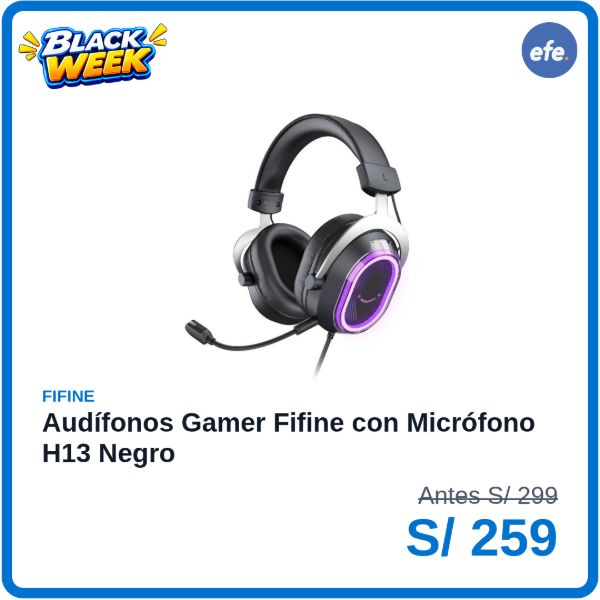 BLACK
WEEK
efe.
L
FIFINE
Audífonos Gamer Fifine con Micrófono
H13 Negro
Antes S/ 299
S/ 259